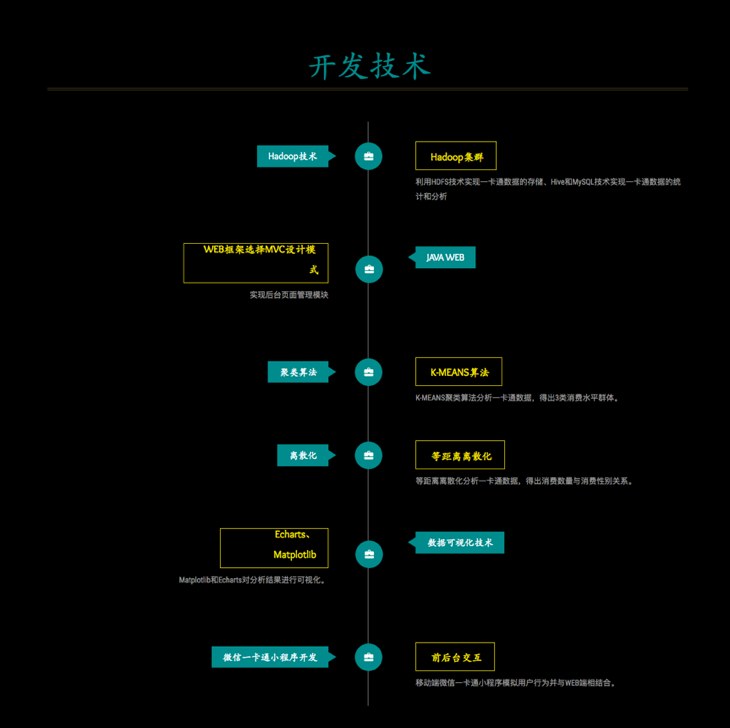 开发技术
Hadoop技术
Hadoop集群
利用HDFS技术实现一卡通数据的存储、Hive和MySQL技术实现一卡通数据的统
计和分析
WEB框架选择MVC设计模
式
实现后台页面管理模块
JAVA WEB
聚类算法
K-MEANS算法
K-MEANS聚类算法分析一卡通数据，得出3类消费水平群体。
离散化
等距离离散化
等距离离散化分析一卡通数据，得出消费数量与消费性别关系。
Echarts、
Matplotlib
Matplotlib和Echarts对分析结果进行可视化。
数据可视化技术
微信一卡通小程序开发
前后台交互
移动端微信一卡通小程序模拟用户行为并与WEB端相结合。